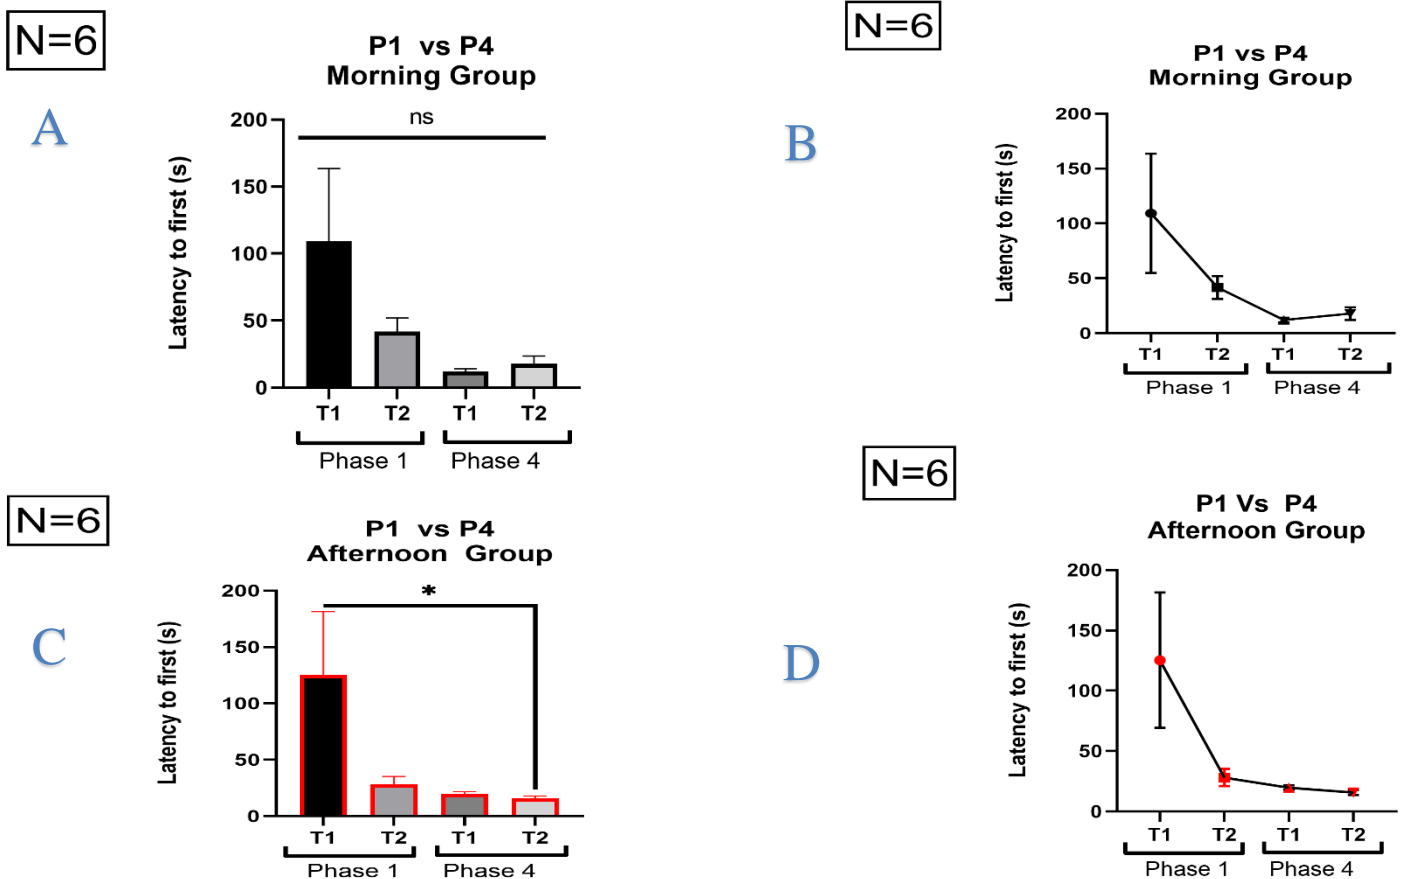 N=6
A
P1 vs P4
Morning Group
ns
Latency to first (s)
200
150
100
50
0
T1 T2 T1 T2
Phase 1 Phase 4
N=6
B
P1 vs P4
Morning Group
Latency to first (s)
200
150
100
50
0
T1 T2 T1 T2
Phase 1 Phase 4
N=6
C
P1 vs P4
Afternoon Group
*
Latency to first (s)
200
150
100
50
0
T1 T2 T1 T2
Phase 1 Phase 4
N=6
D
P1 Vs P4
Afternoon Group
Latency to first (s)
200
150
100
50
0
T1 T2 T1 T2
Phase 1 Phase 4